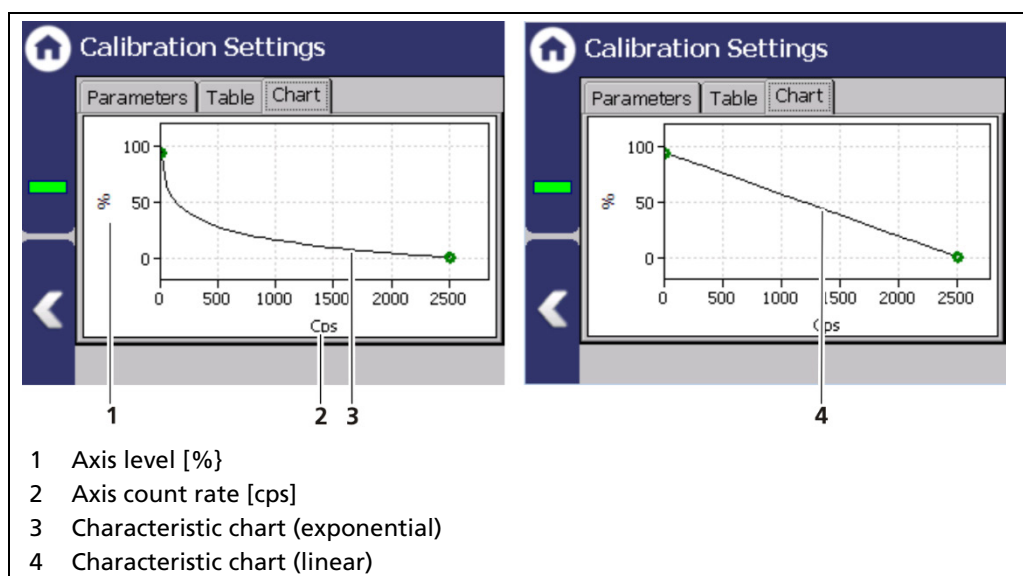 Calibration Settings
Parameters Table Chart
100
50
0
%
0 500 1000 1500 2000 2500
Cps
1 2 3
Calibration Settings
Parameters Table Chart
100
50
0
%
0 500 1000 1500 2000 2500
Cps
4
1 Axis level [%}
2 Axis count rate [cps]
3 Characteristic chart (exponential)
4 Characteristic chart (linear)